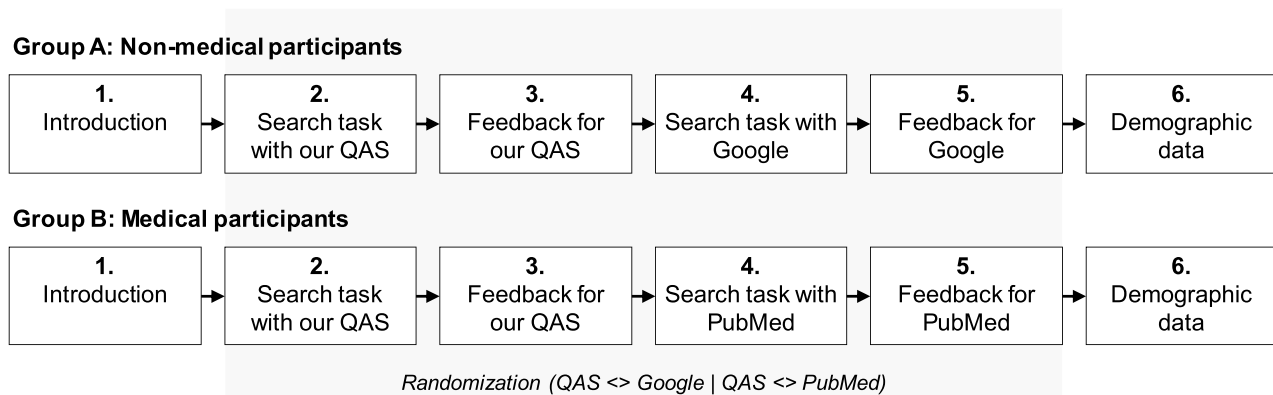 Group A: Non-medical participants
1.
Introduction
2.
Search task
with our QAS
3.
Feedback for
our QAS
4.
Search task with
Google
5.
Feedback for
Google
6.
Demographic
data
Group B: Medical participants
1.
Introduction
2.
Search task
with our QAS
3.
Feedback for
our QAS
4.
Search task with
PubMed
5.
Feedback for
PubMed
6.
Demographic
data
Randomization (QAS <> Google | QAS <> PubMed)